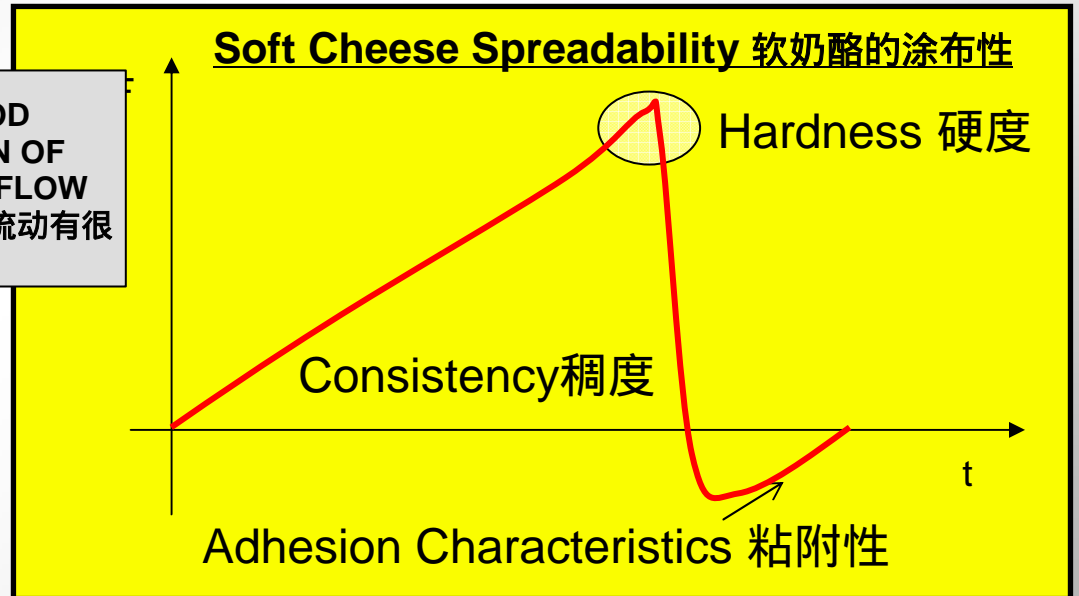 Soft Cheese Spreadability 软奶酪的涂布性
OD
N OF
FLOW
流动有很
Hardness 硬度
Consistency稠度
t
Adhesion Characteristics 粘附性